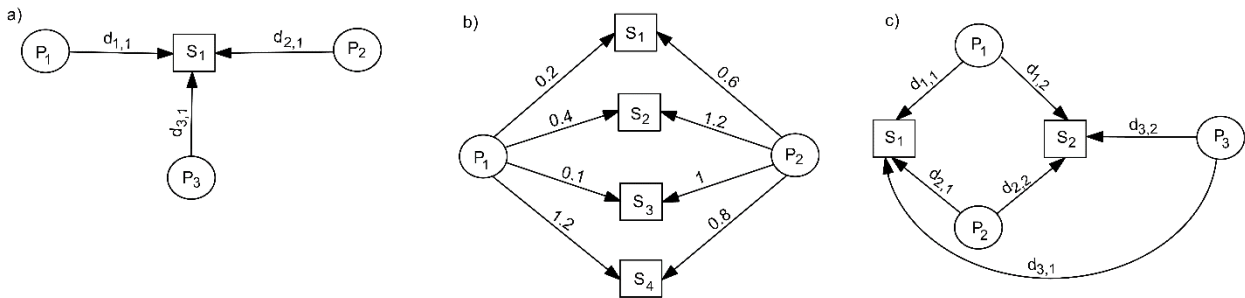 a)
P1
d1,1
S1
d2,1
P2
d3,1
P3
b)
S1
0.2
0.6
0.4
S2
1.2
P1
P2
0.1
1
S3
1.2
0.8
S4
c)
P1
d1,1
d1,2
S1
S2
d3,2
P3
d2,1
d2,2
P2
d3,1